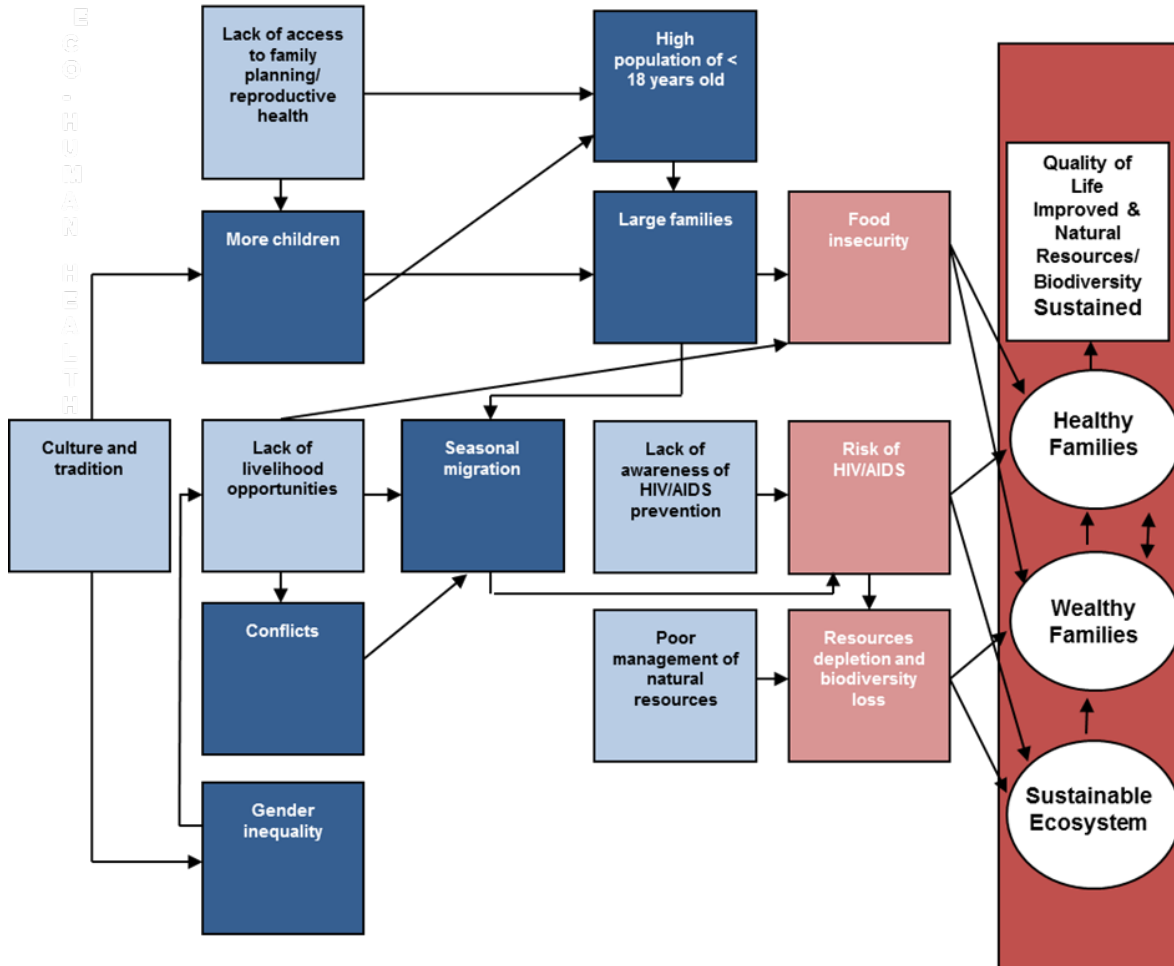 ECO-HUMAN HEALTH
Lack of access
to family
planning/
reproductive
health
High
population of <
18 years old
More children
Large families
Food
insecurity
Quality of
Life
Improved &
Natural
Resources/
Biodiversity
Sustained
Culture and
tradition
Lack of
livelihood
opportunities
Seasonal
migration
Lack of
awareness of
HIV/AIDS
prevention
Risk of
HIV/AIDS
Healthy
Families
Conflicts
Poor
management of
natural
resources
Resources
depletion and
biodiversity
loss
Wealthy
Families
Gender
inequality
Sustainable
Ecosystem